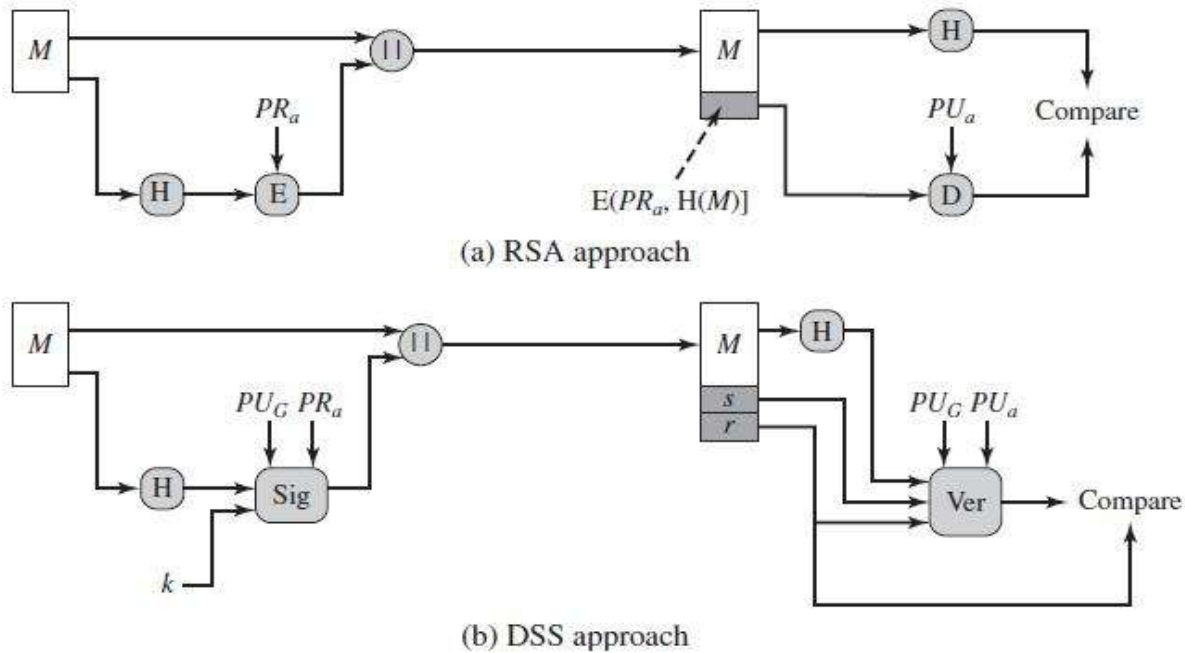 M
||
M
H
PR_a
PU_a
Compare
H
E
E(PR_a, H(M)]
D
(a) RSA approach
M
||
M
H
PU_G PR_a
s
r
PU_G PU_a
H
Sig
Ver
Compare
k
(b) DSS approach